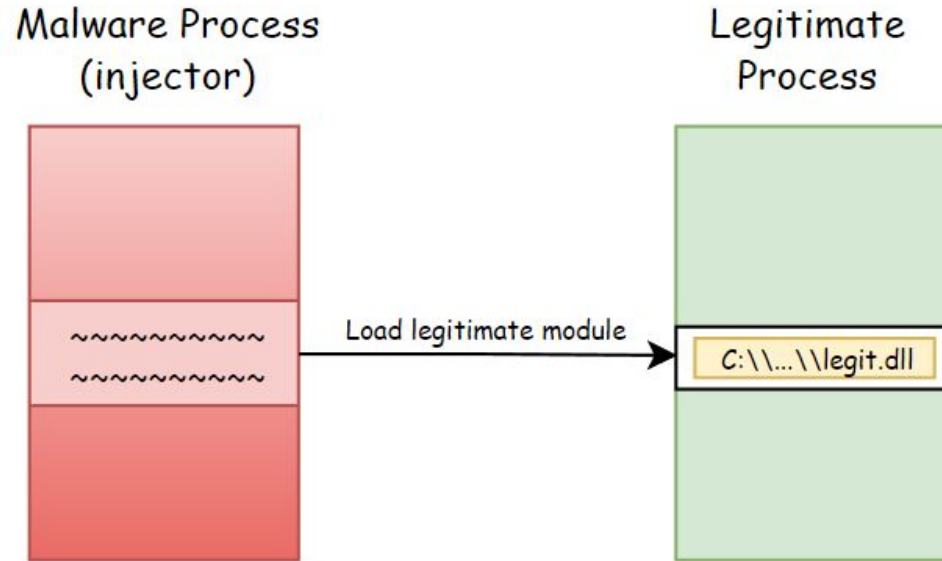 Malware Process
(injector)
Legitimate
Process
~~~~~~~~~~
~~~~~~~~~~
Load legitimate module
C:\\...\\legit.dll